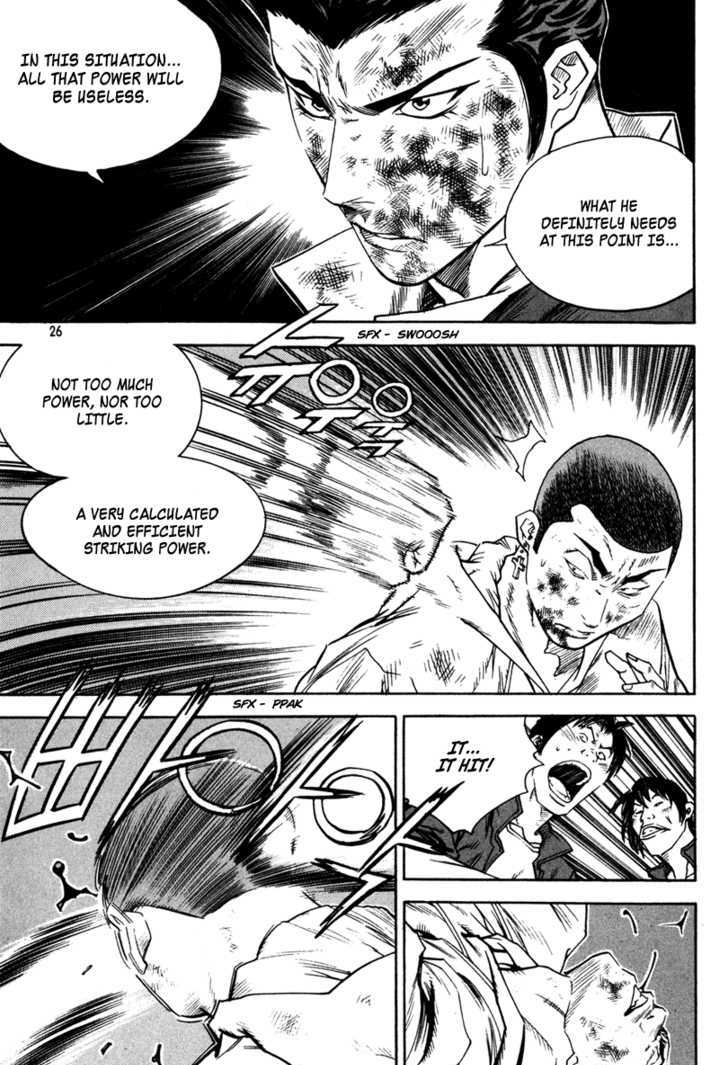 IN THIS SITUATION...
ALL THAT POWER WILL
BE USELESS.
WHAT HE
DEFINITELY NEEDS
AT THIS POINT IS...
26
SFX - SWOOOSH
NOT TOO MUCH
POWER, NOR TOO
LITTLE.
A VERY CALCULATED
AND EFFICIENT
STRIKING POWER.
SFX - PPAK
IT...
IT HIT!